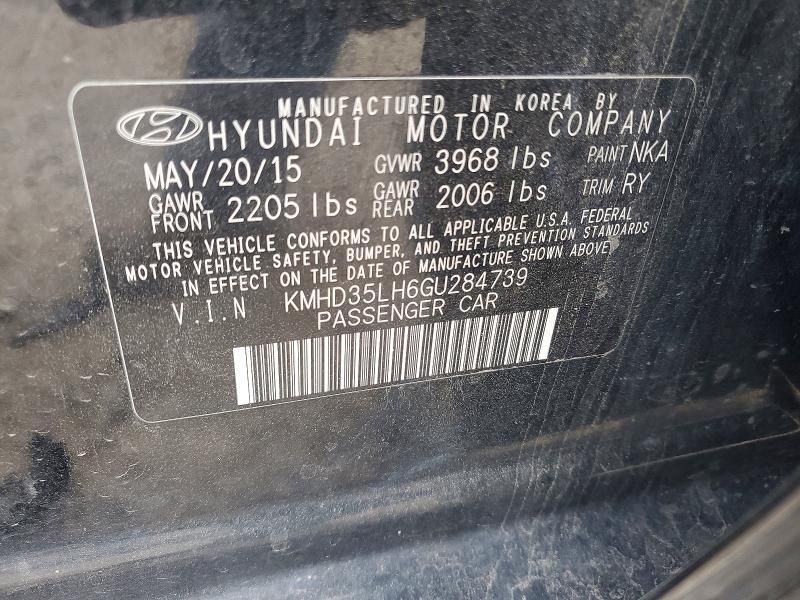 MANUFACTURED IN KOREA BY
HYUNDAI MOTOR COMPANY
MAY/20/15 GVWR 3968 lbs PAINT NKA
GAWR FRONT 2205 lbs GAWR REAR 2006 lbs TRIM RY
THIS VEHICLE CONFORMS TO ALL APPLICABLE U.S.A. FEDERAL
MOTOR VEHICLE SAFETY, BUMPER, AND THEFT PREVENTION STANDARDS
IN EFFECT ON THE DATE OF MANUFACTURE SHOWN ABOVE.
V.I.N KMHD35LH6GU284739
PASSENGER CAR